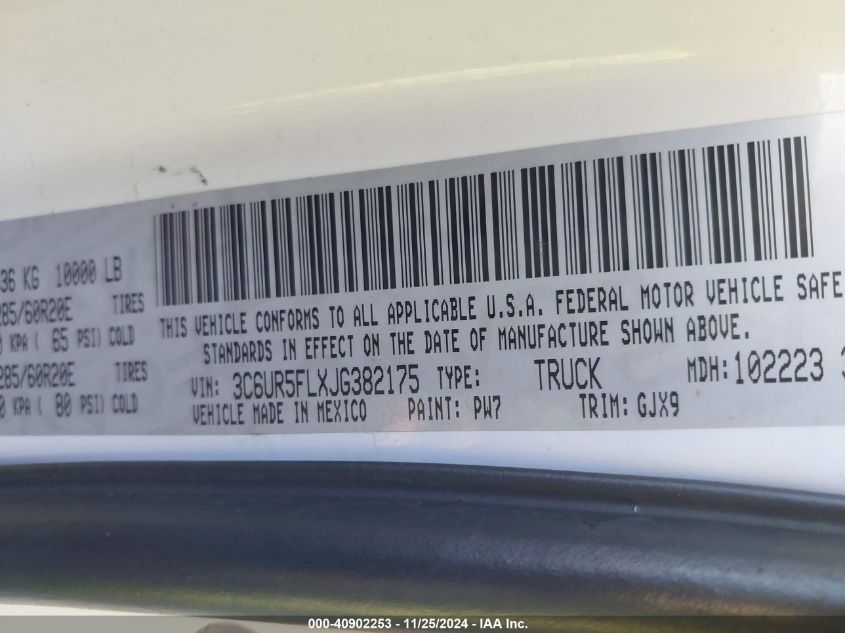 36 KG 10000 LB
285/60R20E TIRES
KPA ( 65 PSI) COLD
285/60R20E TIRES
0 KPA ( 80 PSI) COLD
THIS VEHICLE CONFORMS TO ALL APPLICABLE U.S.A. FEDERAL MOTOR VEHICLE SAFE
STANDARDS IN EFFECT ON THE DATE OF MANUFACTURE SHOWN ABOVE.
VIN: 3C6UR5FLXJG382175 TYPE: TRUCK MDH: 102223 3
VEHICLE MADE IN MEXICO PAINT: PW7 TRIM: GJX9
000-40902253 - 11/25/2024 - IAA Inc.